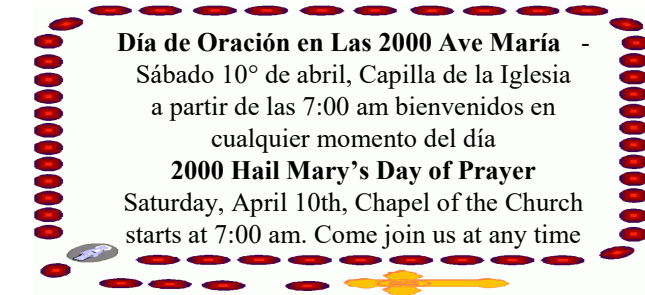 Día de Oración en Las 2000 Ave María -
Sábado 10° de abril, Capilla de la Iglesia
a partir de las 7:00 am bienvenidos en
cualquier momento del día
2000 Hail Mary’s Day of Prayer
Saturday, April 10th, Chapel of the Church
starts at 7:00 am. Come join us at any time